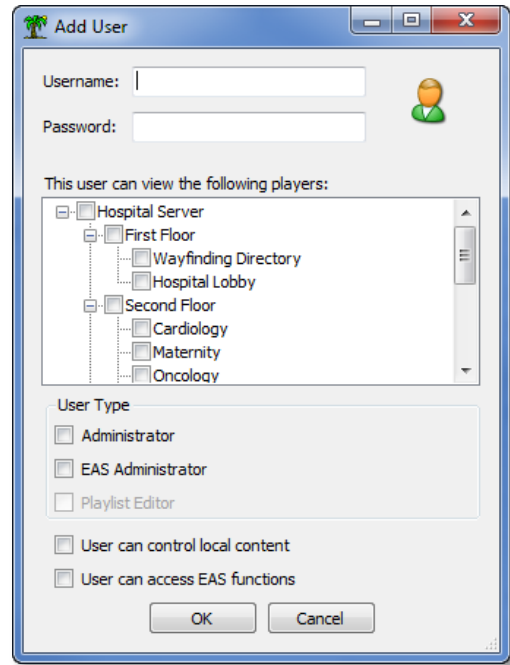 Add User
Username:
Password:
This user can view the following players:
Hospital Server
First Floor
Wayfinding Directory
Hospital Lobby
Second Floor
Cardiology
Maternity
Oncology
User Type
Administrator
EAS Administrator
Playlist Editor
User can control local content
User can access EAS functions
OK Cancel